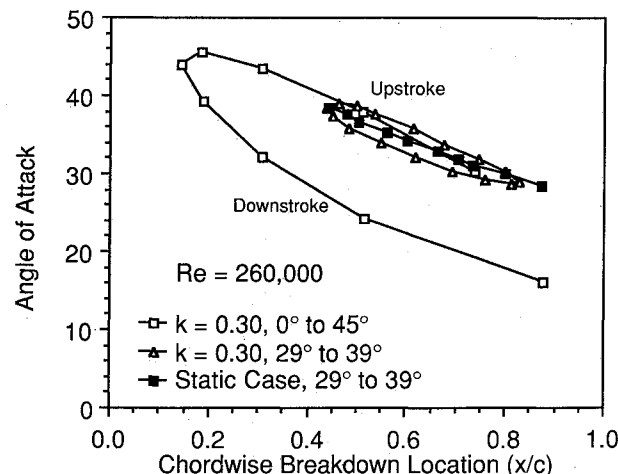 50
40
30
20
10
0
Angle of Attack
Upstroke
Downstroke
Re = 260,000
k = 0.30, 0° to 45°
k = 0.30, 29° to 39°
Static Case, 29° to 39°
0.0 0.2 0.4 0.6 0.8 1.0
Chordwise Breakdown Location (x/c)